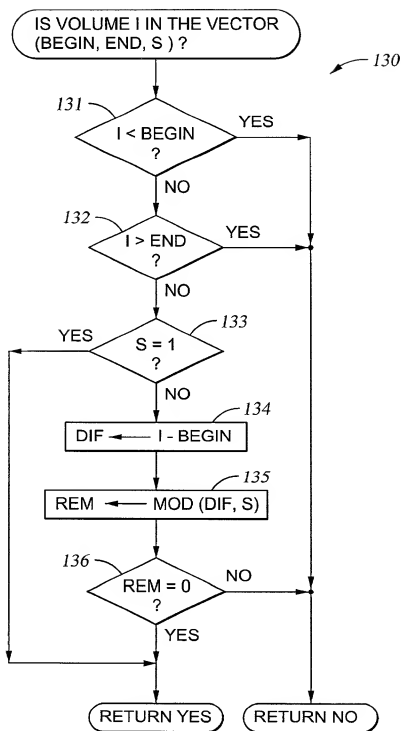 IS VOLUME I IN THE VECTOR
(BEGIN, END, S ) ?
130
131
I < BEGIN
?
YES
NO
132
I > END
?
YES
NO
133
YES
S = 1
?
NO
134
DIF ← I - BEGIN
135
REM ← MOD (DIF, S)
136
REM = 0
?
NO
YES
RETURN YES
RETURN NO